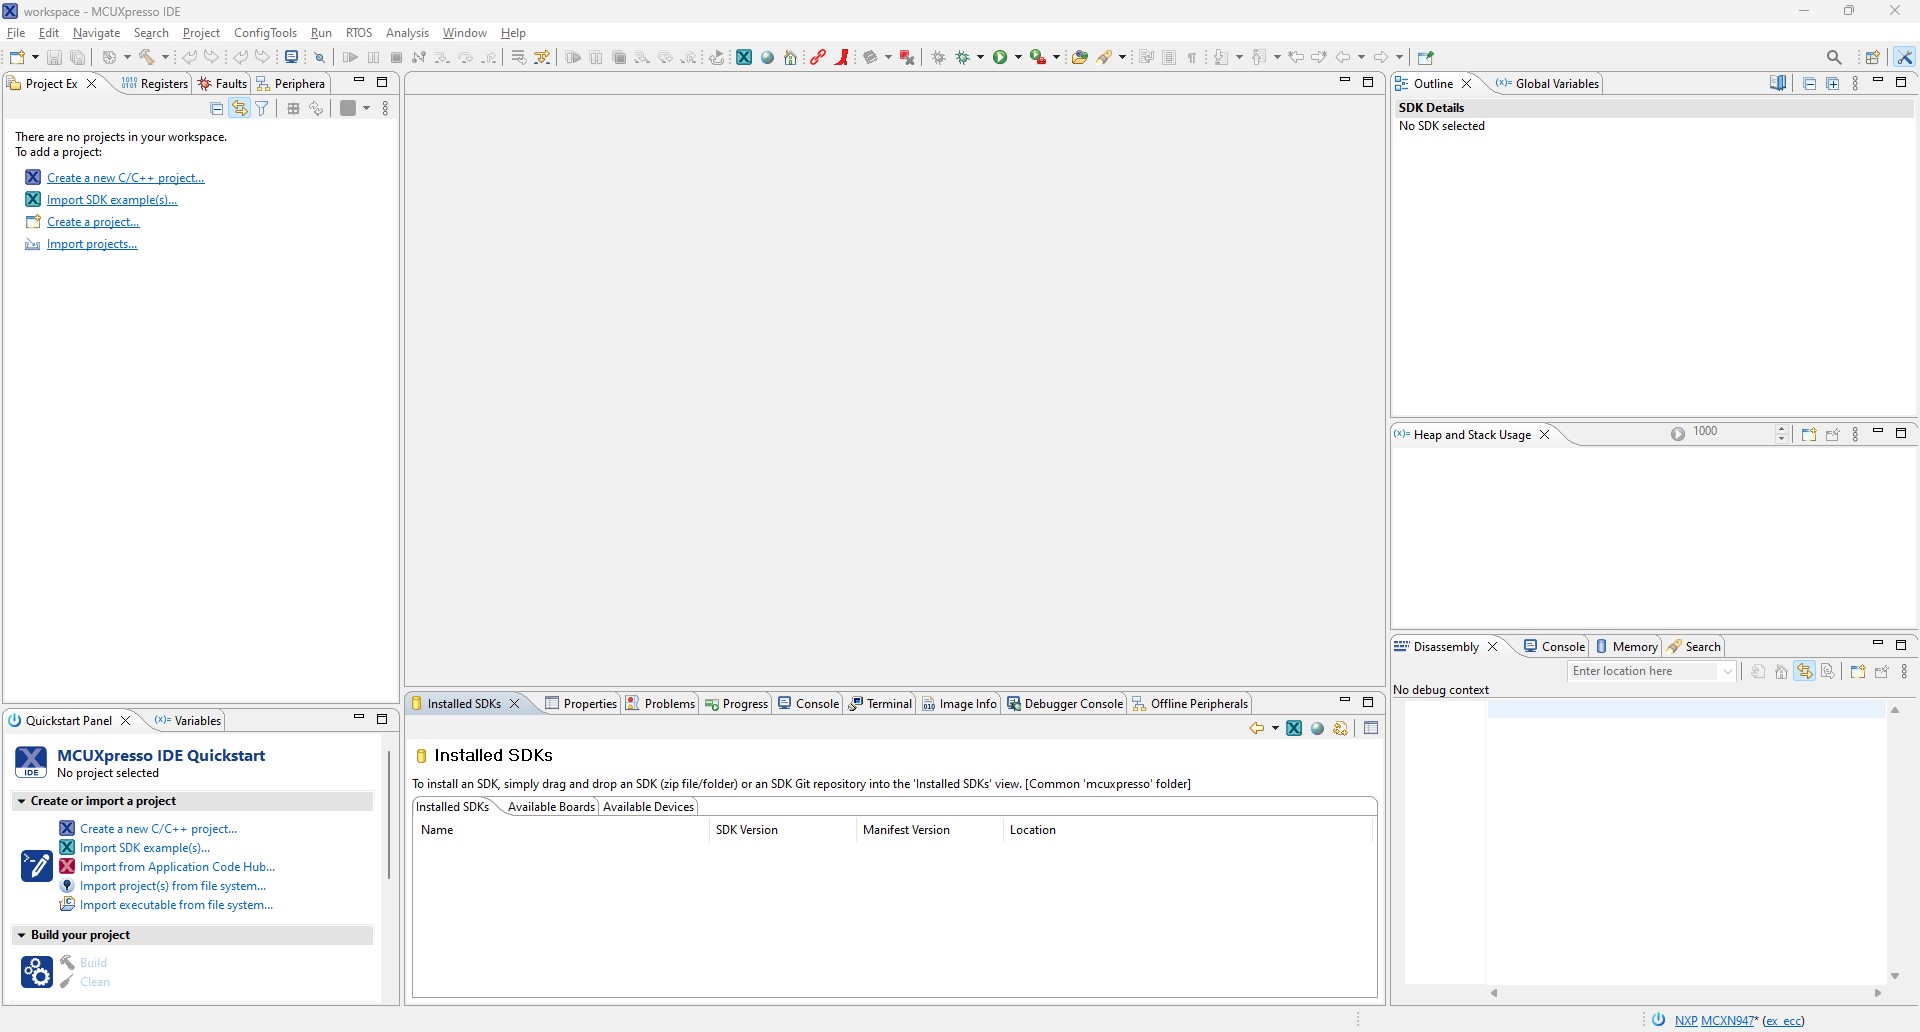 workspace - MCUXpresso IDE
File Edit Navigate Search Project ConfigTools Run RTOS Analysis Window Help
Project Ex
Registers
Faults
Periphera
There are no projects in your workspace.
To add a project:
Create a new C/C++ project...
Import SDK example(s)...
Create a project...
Import projects...
Quickstart Panel
(x)= Variables
IDE
MCUXpresso IDE Quickstart
No project selected
Create or import a project
Create a new C/C++ project...
Import SDK example(s)...
Import from Application Code Hub...
Import project(s) from file system...
Import executable from file system...
Build your project
Build
Clean
Installed SDKs
Properties
Problems
Progress
Console
Terminal
Image Info
Debugger Console
Offline Peripherals
Installed SDKs
To install an SDK, simply drag and drop an SDK (zip file/folder) or an SDK Git repository into the 'Installed SDKs' view. [Common 'mcuxpresso' folder]
Installed SDKs Available Boards Available Devices
Name SDK Version Manifest Version Location
Outline
(x)= Global Variables
SDK Details
No SDK selected
(x)= Heap and Stack Usage
1000
Disassembly
Console
Memory
Search
Enter location here
No debug context
NXP MCXN947* (ex_ecc)